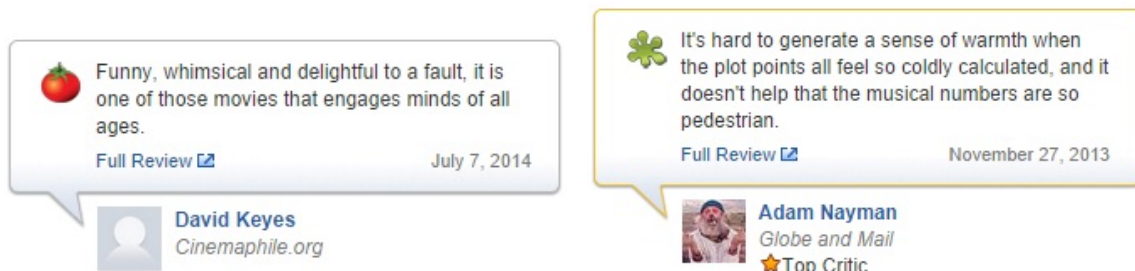 Funny, whimsical and delightful to a fault, it is
one of those movies that engages minds of all
ages.
Full Review
July 7, 2014
David Keyes
Cinemaphile.org
It's hard to generate a sense of warmth when
the plot points all feel so coldly calculated, and it
doesn't help that the musical numbers are so
pedestrian.
Full Review
November 27, 2013
Adam Nayman
Globe and Mail
Top Critic